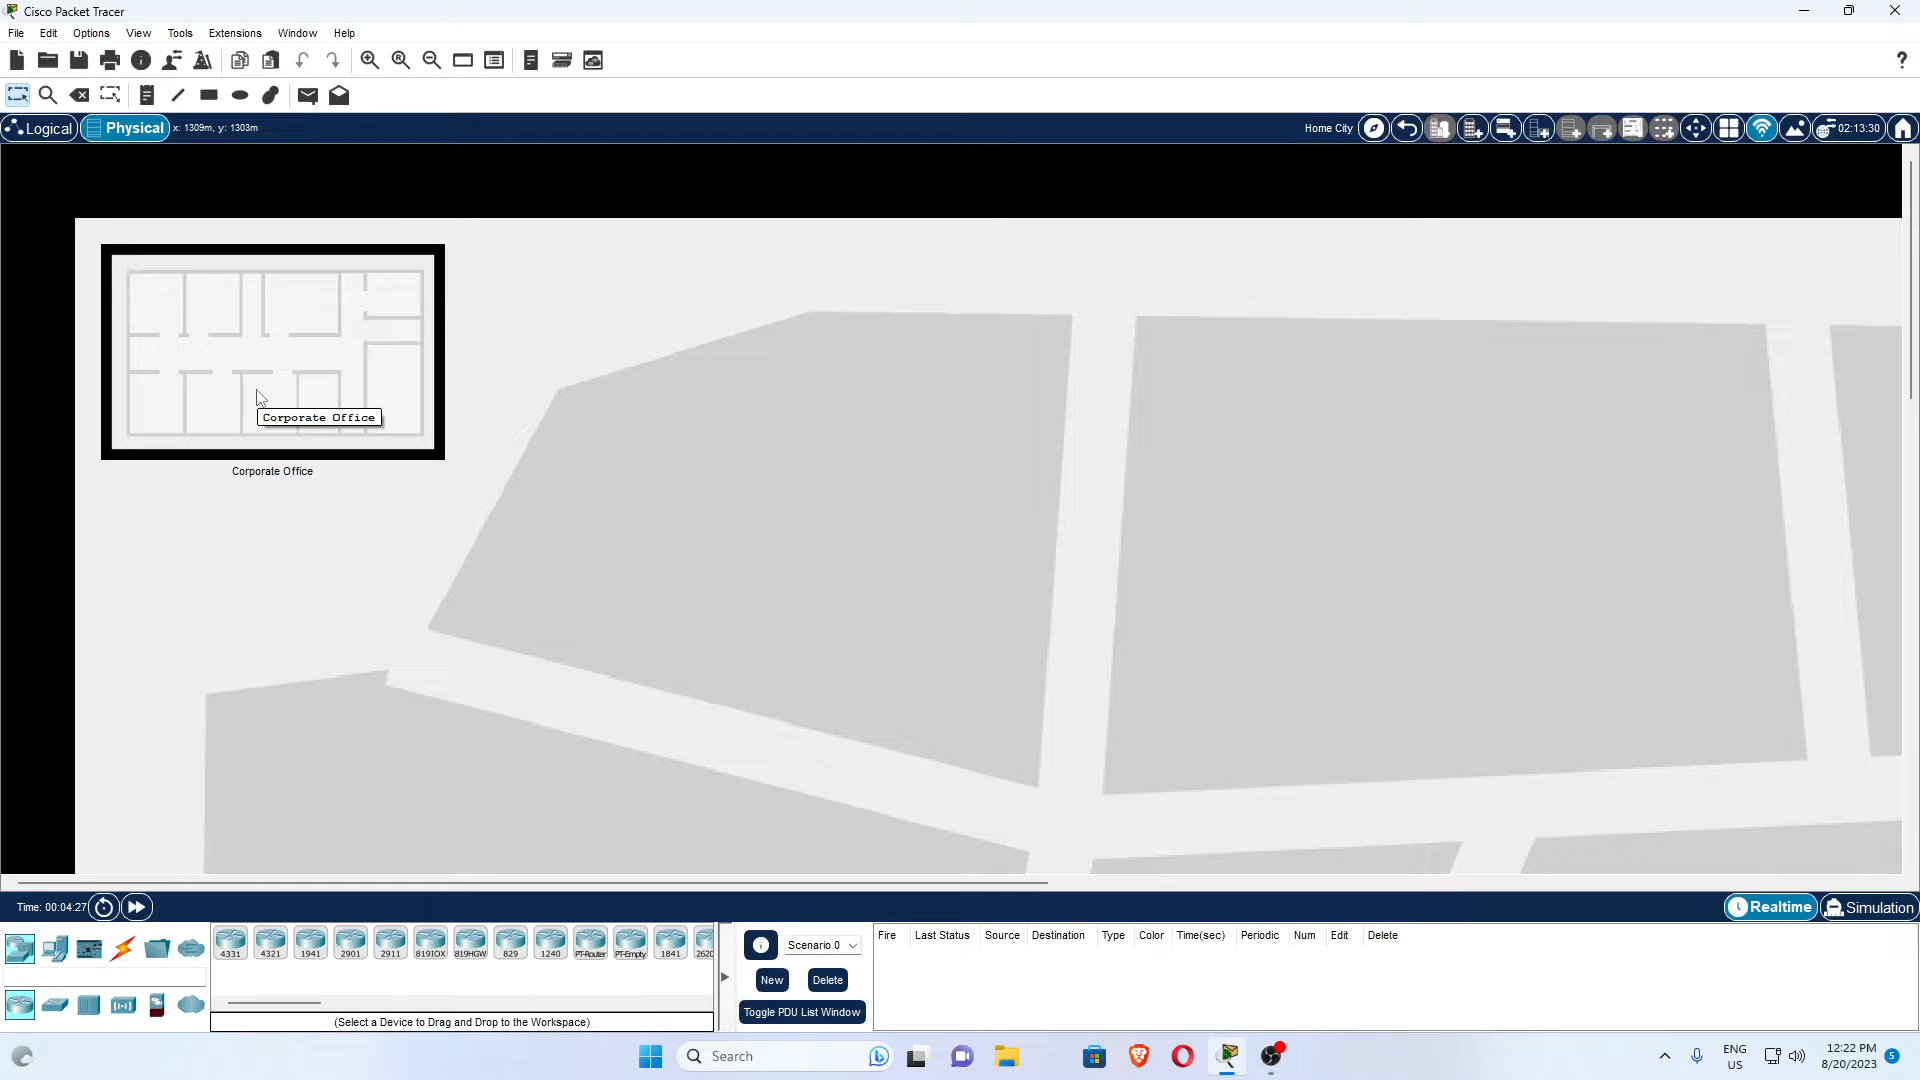 Cisco Packet Tracer
File Edit Options View Tools Extensions Window Help
?
Logical Physical x: 1309m, y: 1303m Home City 02:13:30
Corporate Office
Corporate Office
Time: 00:04:27 Realtime Simulation
4331 4321 1941 2901 2911 819IOX 819HGW 829 1240 PT-Router PT-Empty 1841 2620
(Select a Device to Drag and Drop to the Workspace)
Scenario 0
New Delete
Toggle PDU List Window
Fire Last Status Source Destination Type Color Time(sec) Periodic Num Edit Delete
Search
ENG
US
12:22 PM
8/20/2023
5